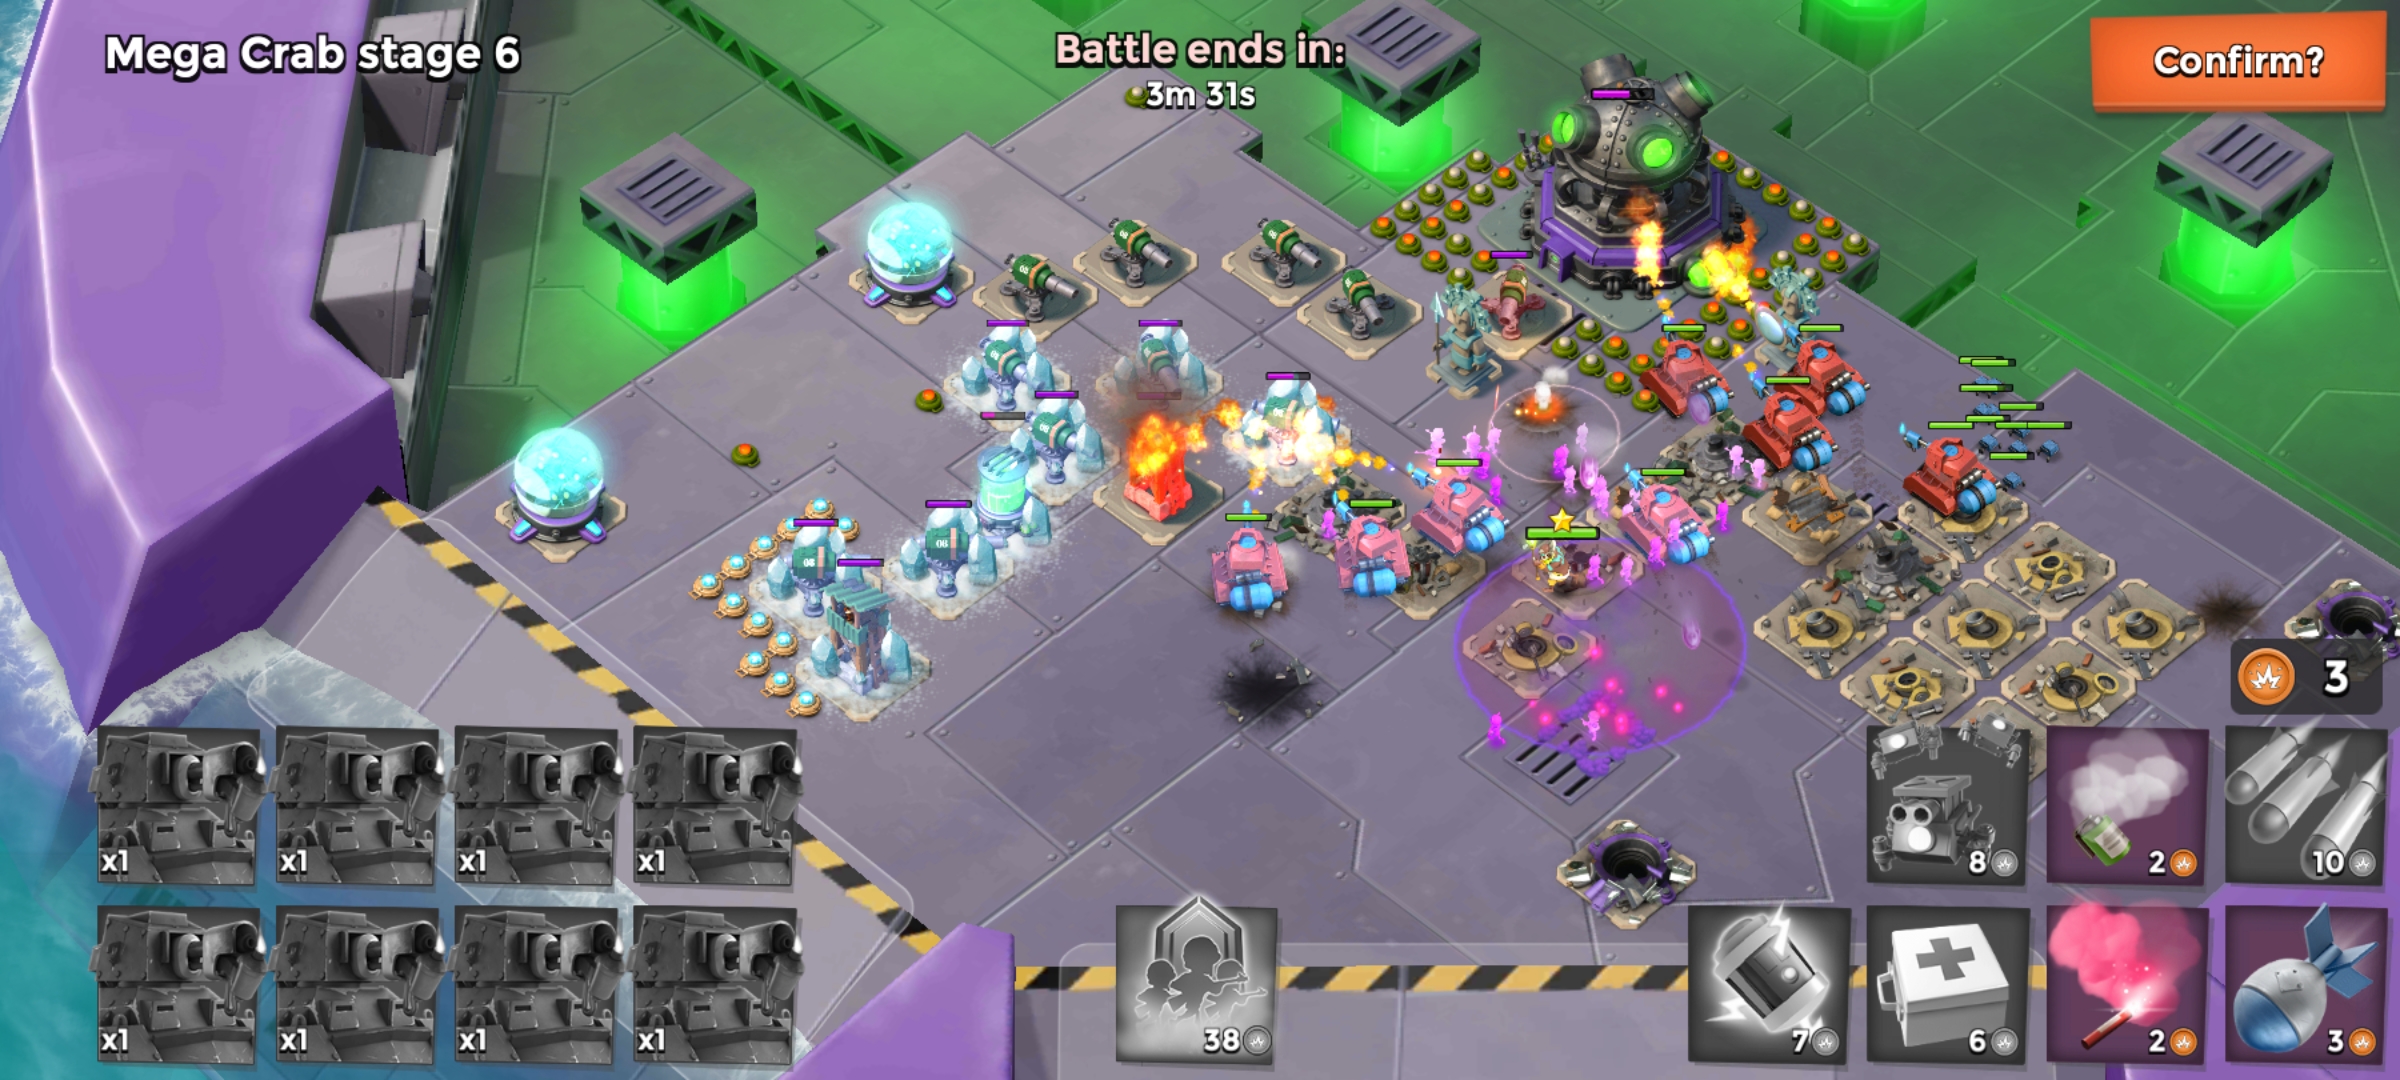 Mega Crab stage 6
Battle ends in:
3m 31s
Confirm?
3
x1
x1
x1
x1
8
2
10
x1
x1
x1
x1
38
7
6
2
3